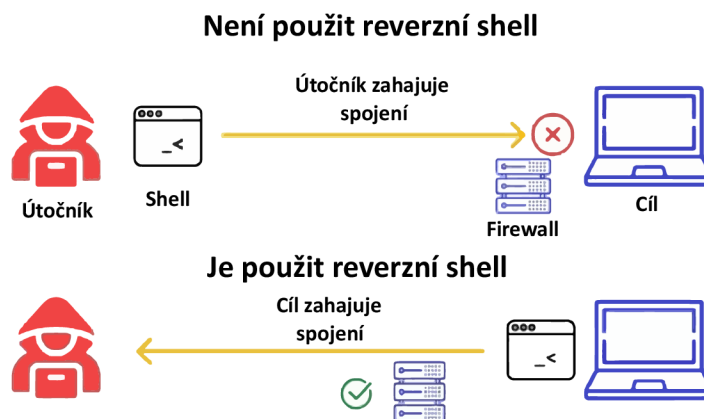 Není použit reverzní shell
Útočník zahajuje
spojení
_<
Útočník
Shell
Firewall
Cíl
Je použit reverzní shell
Cíl zahajuje
spojení
_<